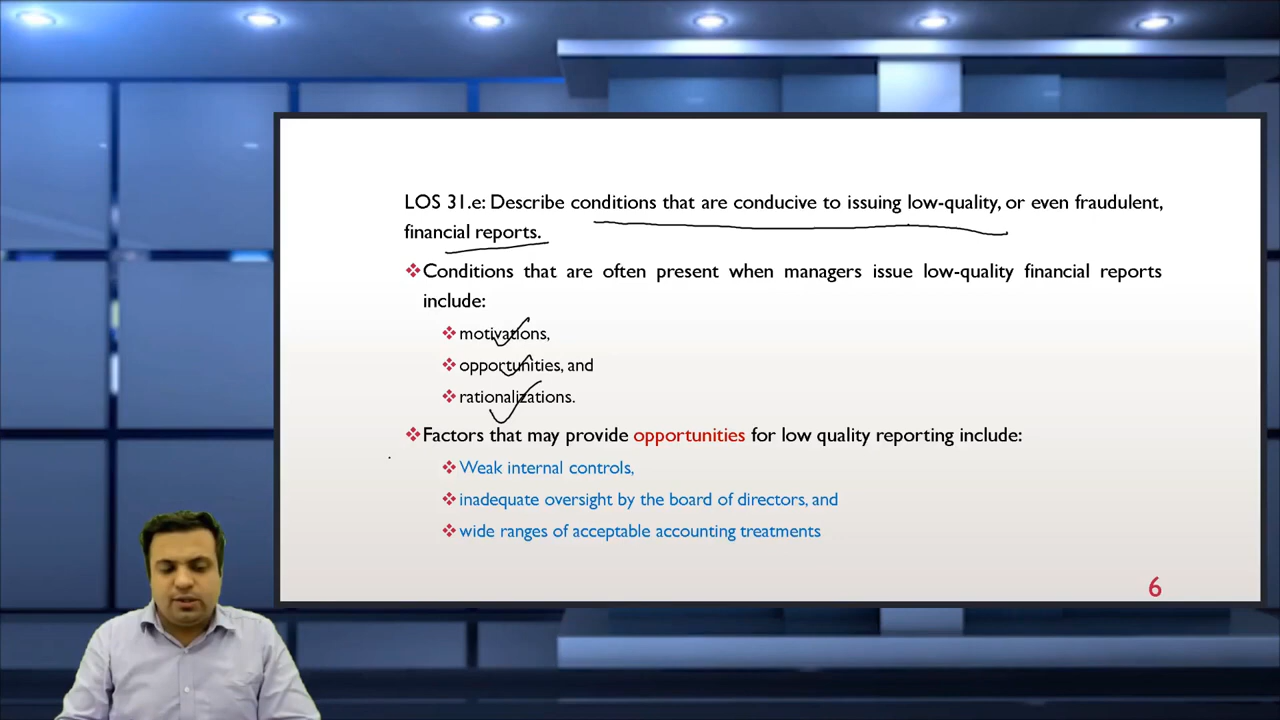 LOS 31.e: Describe conditions that are conducive to issuing low-quality, or even fraudulent,
financial reports.
❖Conditions that are often present when managers issue low-quality financial reports
include:
❖motivations,
❖opportunities, and
❖rationalizations.
❖Factors that may provide opportunities for low quality reporting include:
❖Weak internal controls,
❖inadequate oversight by the board of directors, and
❖wide ranges of acceptable accounting treatments
6